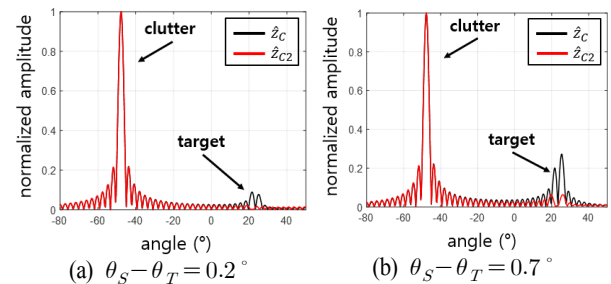 normalized amplitude
1
0.8
0.6
0.4
0.2
0
-80 -60 -40 -20 0 20 40
angle (°)
clutter
target
ẑ_C
ẑ_C2
(a) θ_S−θ_T=0.2°
normalized amplitude
1
0.8
0.6
0.4
0.2
0
-80 -60 -40 -20 0 20 40
angle (°)
clutter
target
ẑ_C
ẑ_C2
(b) θ_S−θ_T=0.7°